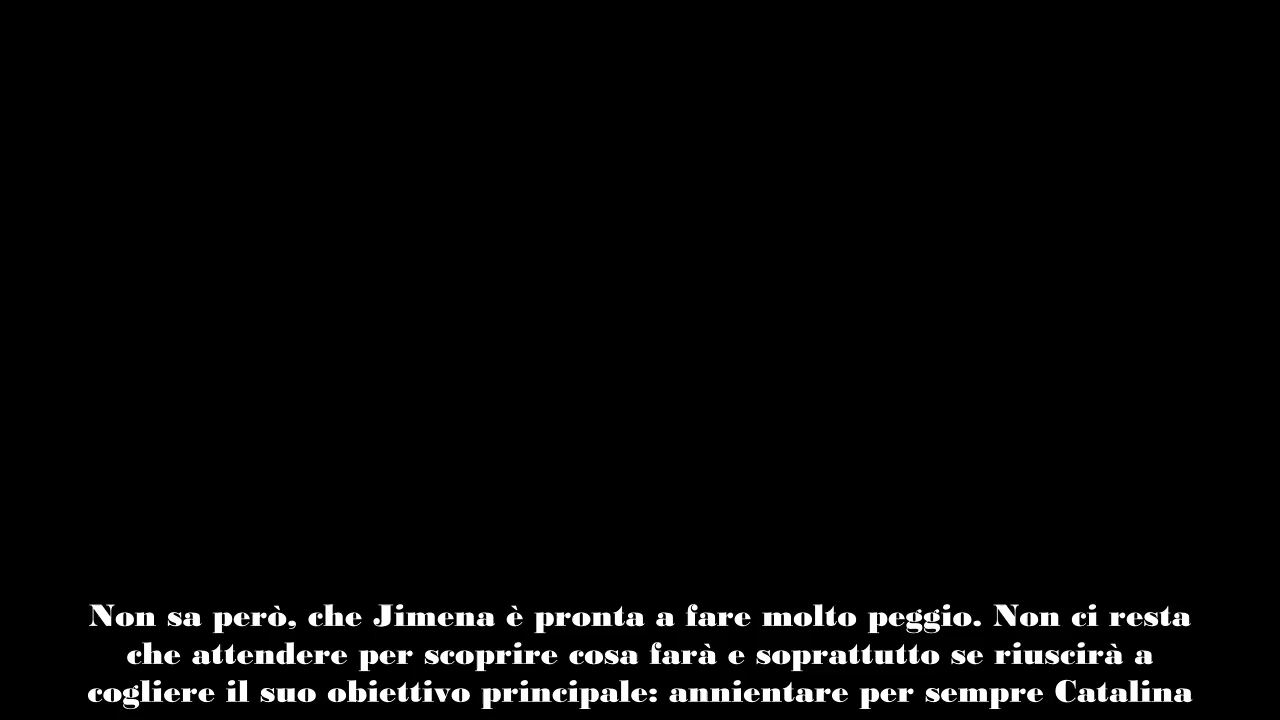 Non sa però, che Jimena è pronta a fare molto peggio. Non ci resta
che attendere per scoprire cosa farà e soprattutto se riuscirà a
cogliere il suo obiettivo principale: annientare per sempre Catalina